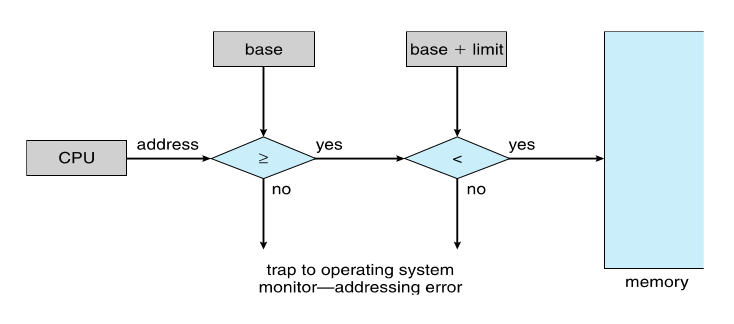 base
base + limit
address
yes
yes
CPU
≥
<
no
no
trap to operating system
monitor—addressing error
memory